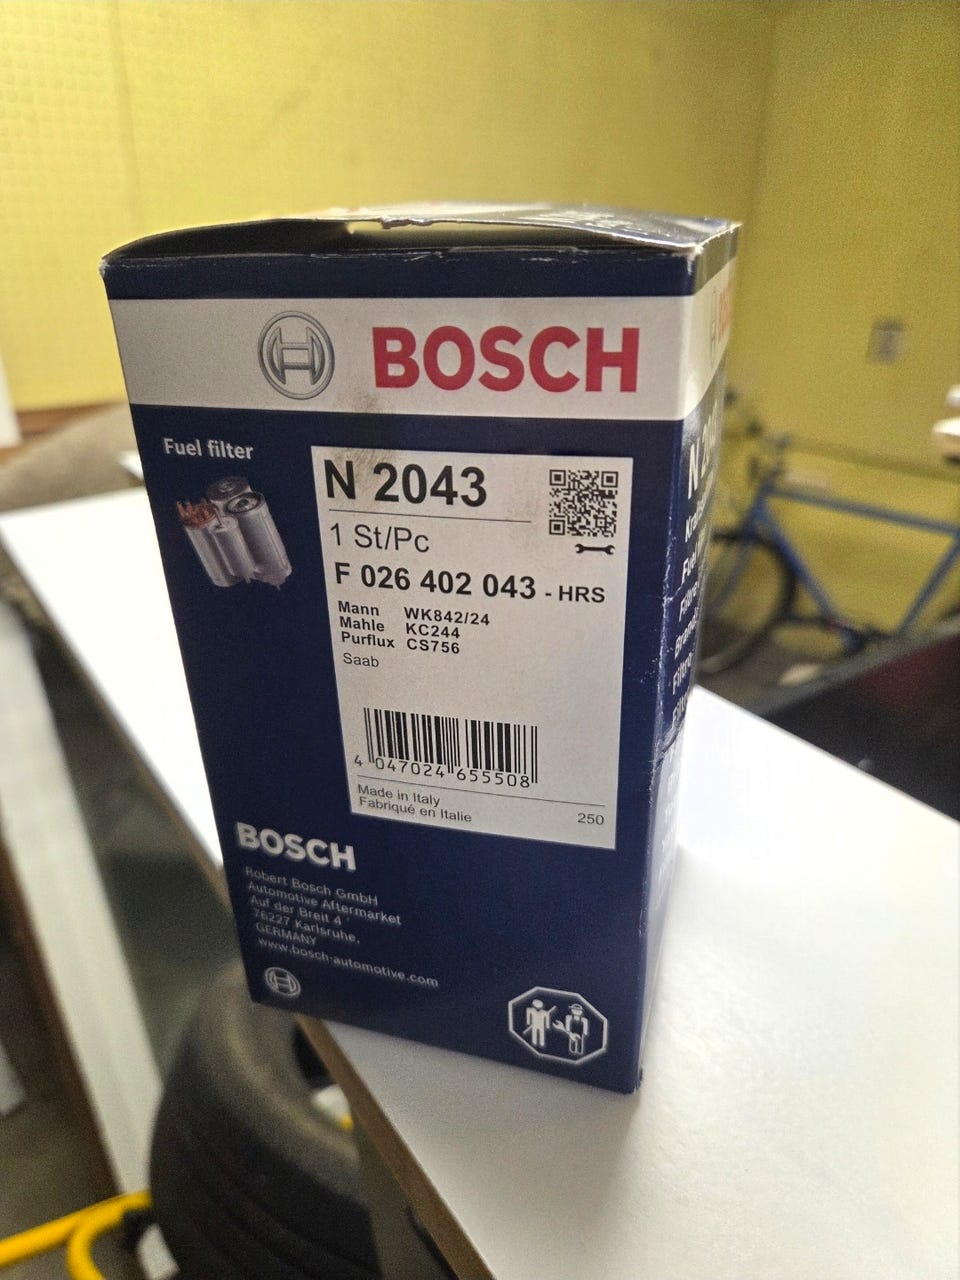 BOSCH
Fuel filter
N 2043
1 St/Pc
F 026 402 043 - HRS
Mann WK842/24
Mahle KC244
Purflux CS756
Saab
4 047024 655508
Made in Italy
Fabriqué en Italie
250
BOSCH
Robert Bosch GmbH
Automotive Aftermarket
Auf der Breit 4
76227 Karlsruhe,
GERMANY
www.bosch-automotive.com